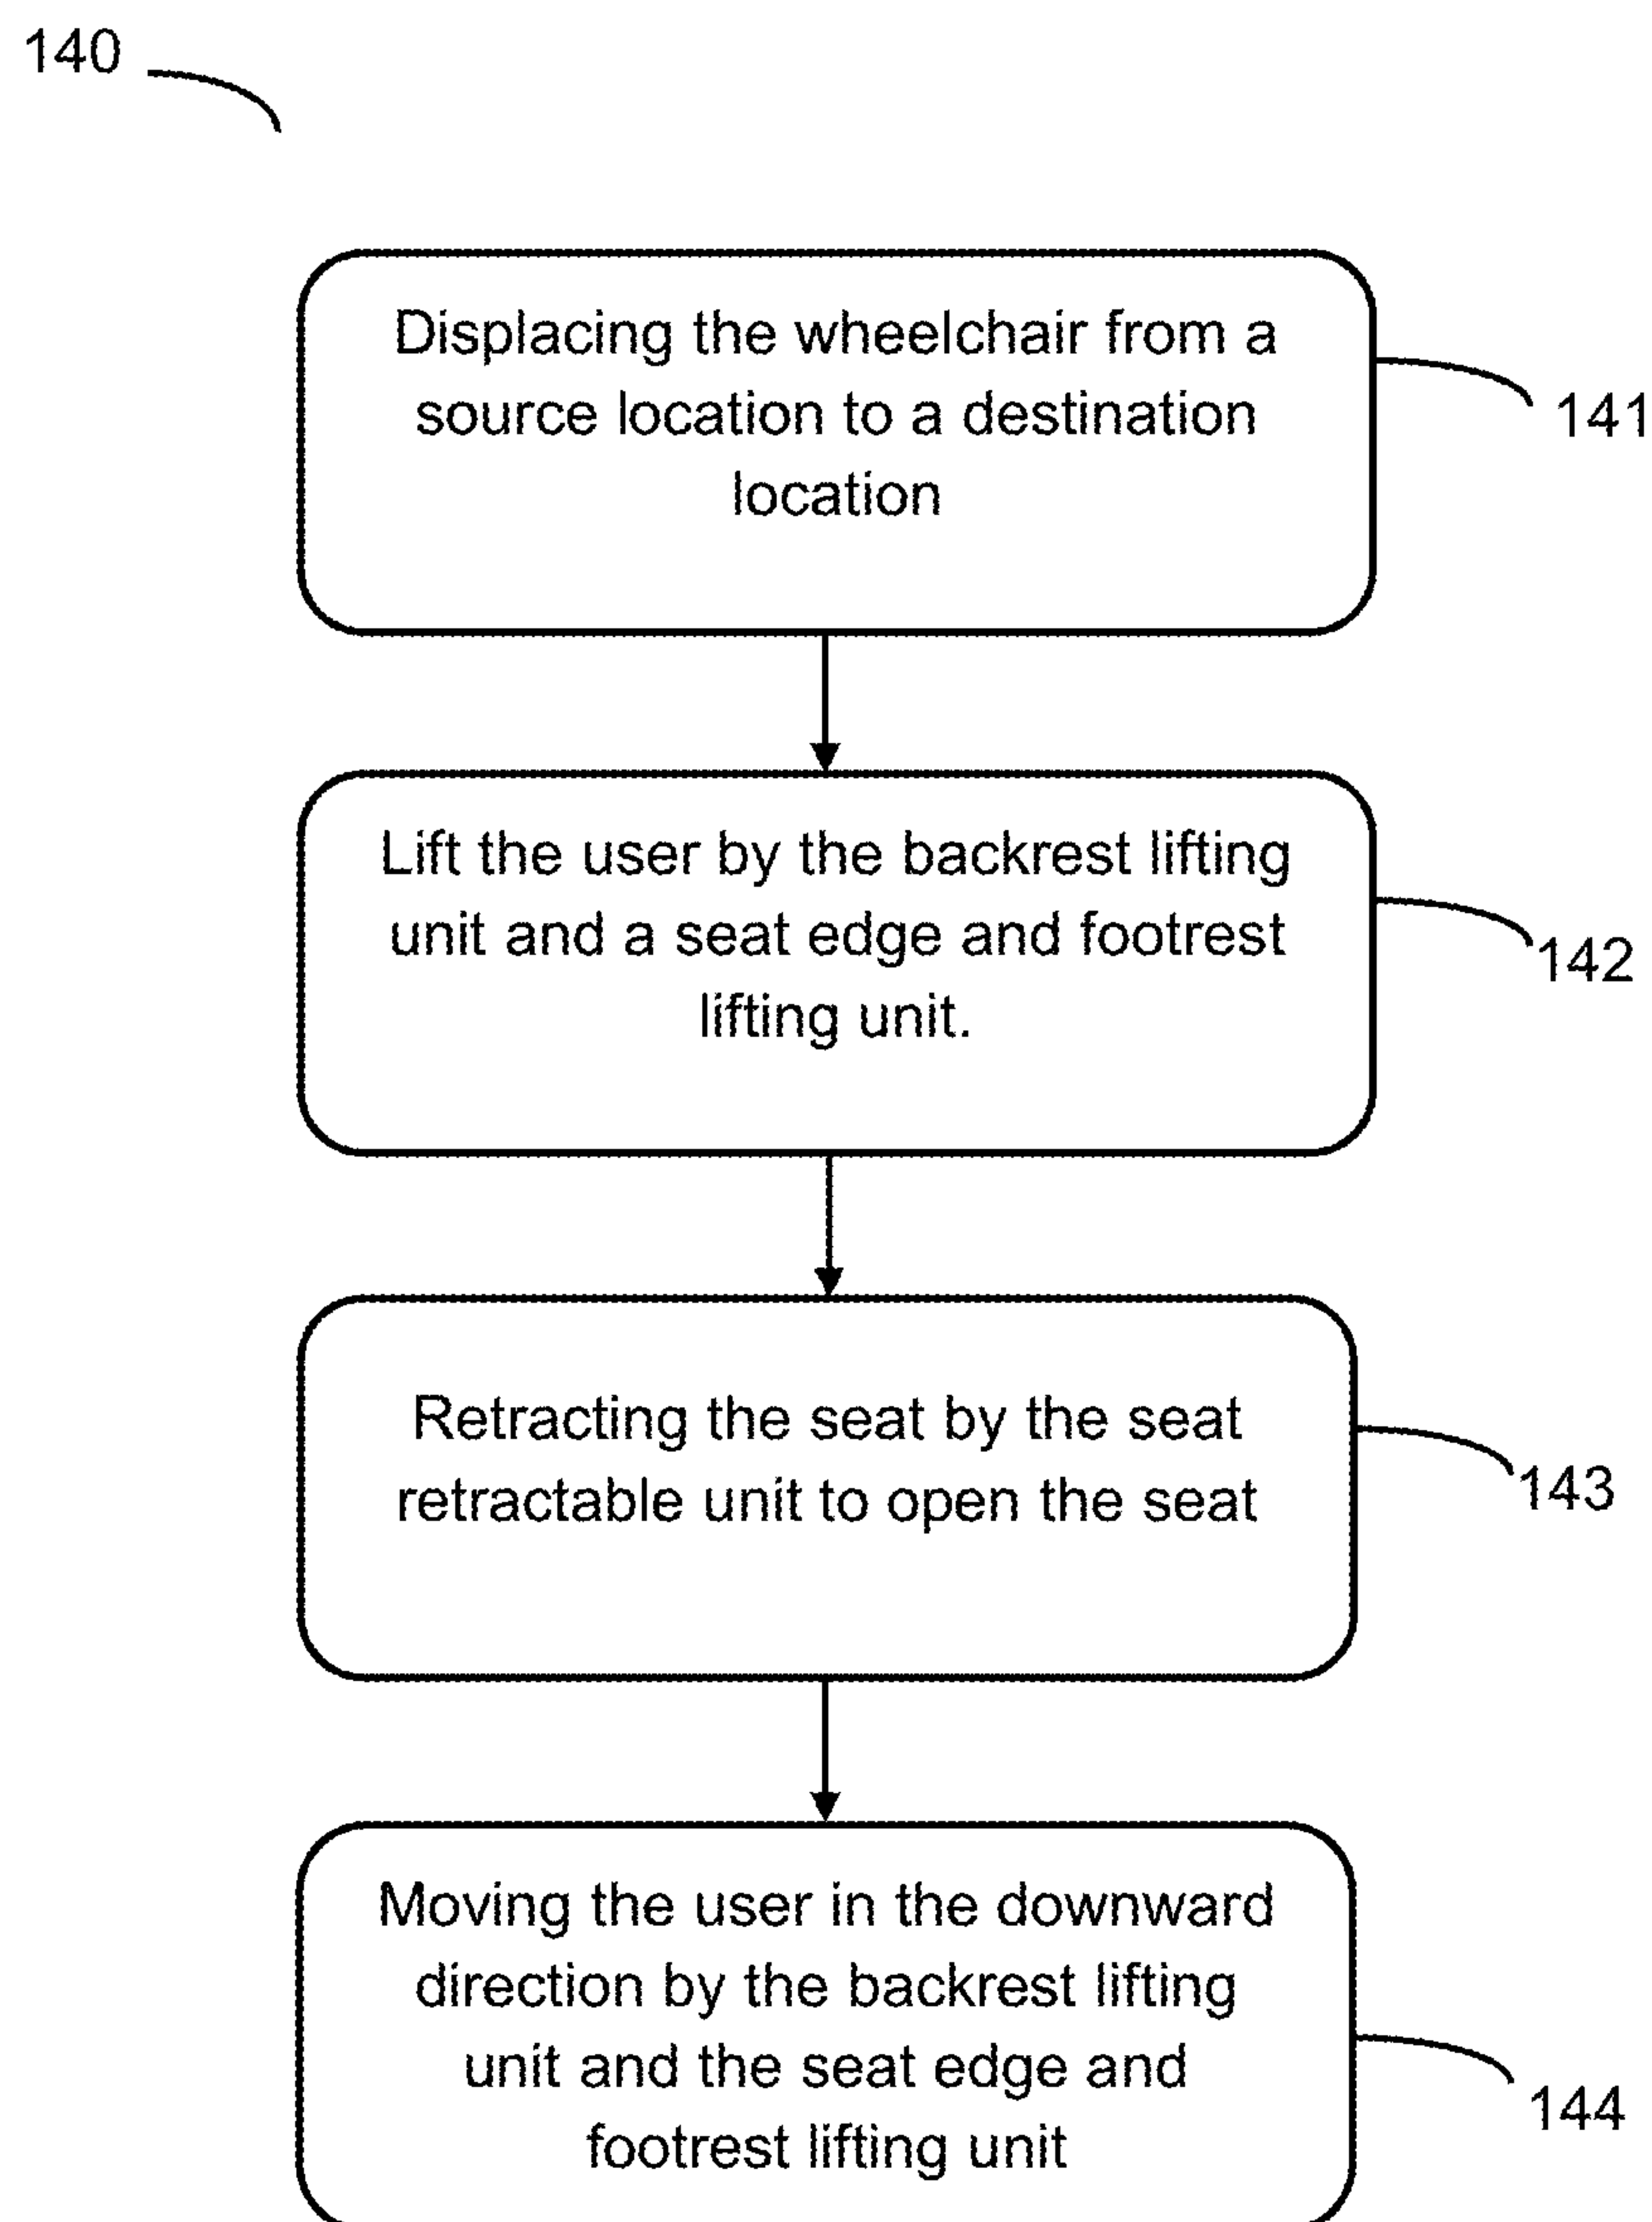 140
Displacing the wheelchair from a
source location to a destination
location
141
Lift the user by the backrest lifting
unit and a seat edge and footrest
lifting unit.
142
Retracting the seat by the seat
retractable unit to open the seat
143
Moving the user in the downward
direction by the backrest lifting
unit and the seat edge and
footrest lifting unit
144